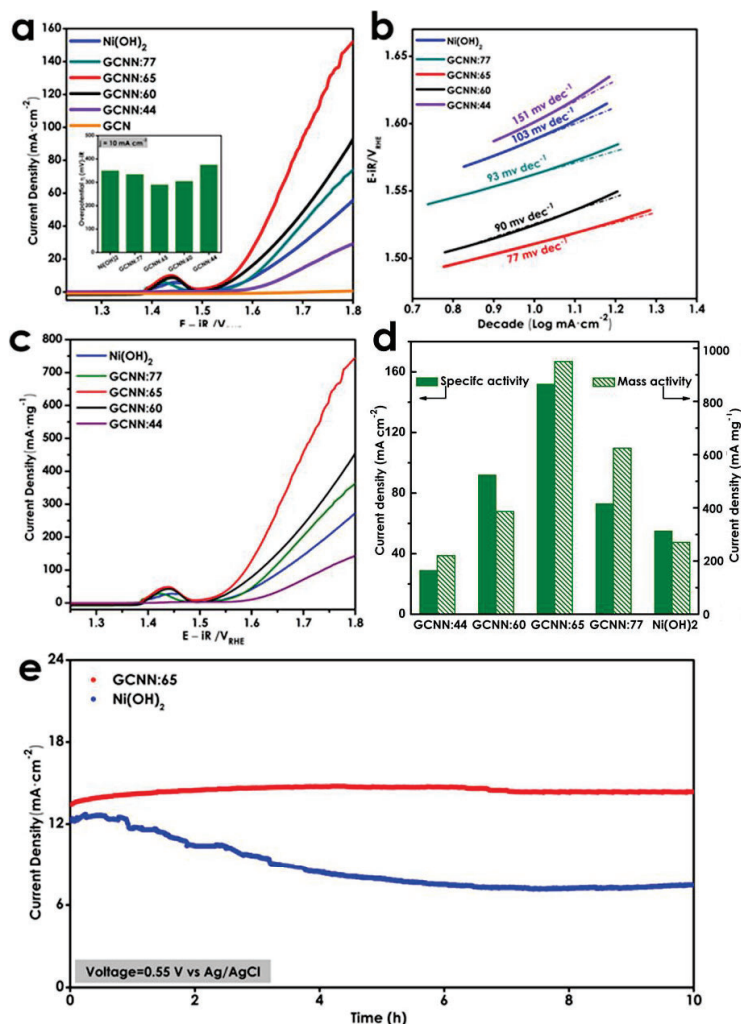 a
Ni(OH)2
GCNN:77
GCNN:65
GCNN:60
GCNN:44
GCN
j = 10 mA cm-1
Overpotential η (mV)-iR
400
300
200
100
0
Ni(OH)2
GCNN:77
GCNN:65
GCNN:60
GCNN:44
Current Density(mA·cm-2)
160
140
120
100
80
60
40
20
0
1.3 1.4 1.5 1.6 1.7 1.8
E – iR /V
b
Ni(OH)2
GCNN:77
GCNN:65
GCNN:60
GCNN:44
151 mv dec-1
103 mv dec-1
93 mv dec-1
90 mv dec-1
77 mv dec-1
E-iR/VRHE
1.65
1.60
1.55
1.50
0.7 0.8 0.9 1.0 1.1 1.2 1.3 1.4
Decade (Log mA·cm-2)
c
Ni(OH)2
GCNN:77
GCNN:65
GCNN:60
GCNN:44
Current Density(mA·mg-1)
800
700
600
500
400
300
200
100
0
1.3 1.4 1.5 1.6 1.7 1.8
E – iR /VRHE
d
Specifc activity
Mass activity
Current density (mA cm-2)
160
120
80
40
0
1000
800
600
400
200
0
Current density (mA mg-1)
GCNN:44 GCNN:60 GCNN:65 GCNN:77 Ni(OH)2
e
GCNN:65
Ni(OH)2
Current Density(mA·cm-2)
24
18
12
6
0
Voltage=0.55 V vs Ag/AgCl
0 2 4 6 8 10
Time (h)